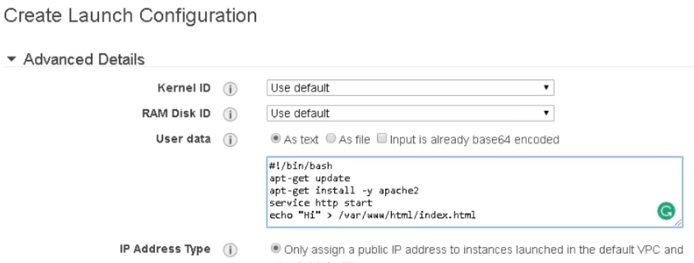 Create Launch Configuration
Advanced Details
Kernel ID i Use default
RAM Disk ID i Use default
User data i As text As file Input is already base64 encoded
#!/bin/bash
apt-get update
apt-get install -y apache2
service http start
echo "Hi" > /var/www/html/index.html
IP Address Type i Only assign a public IP address to instances launched in the default VPC and